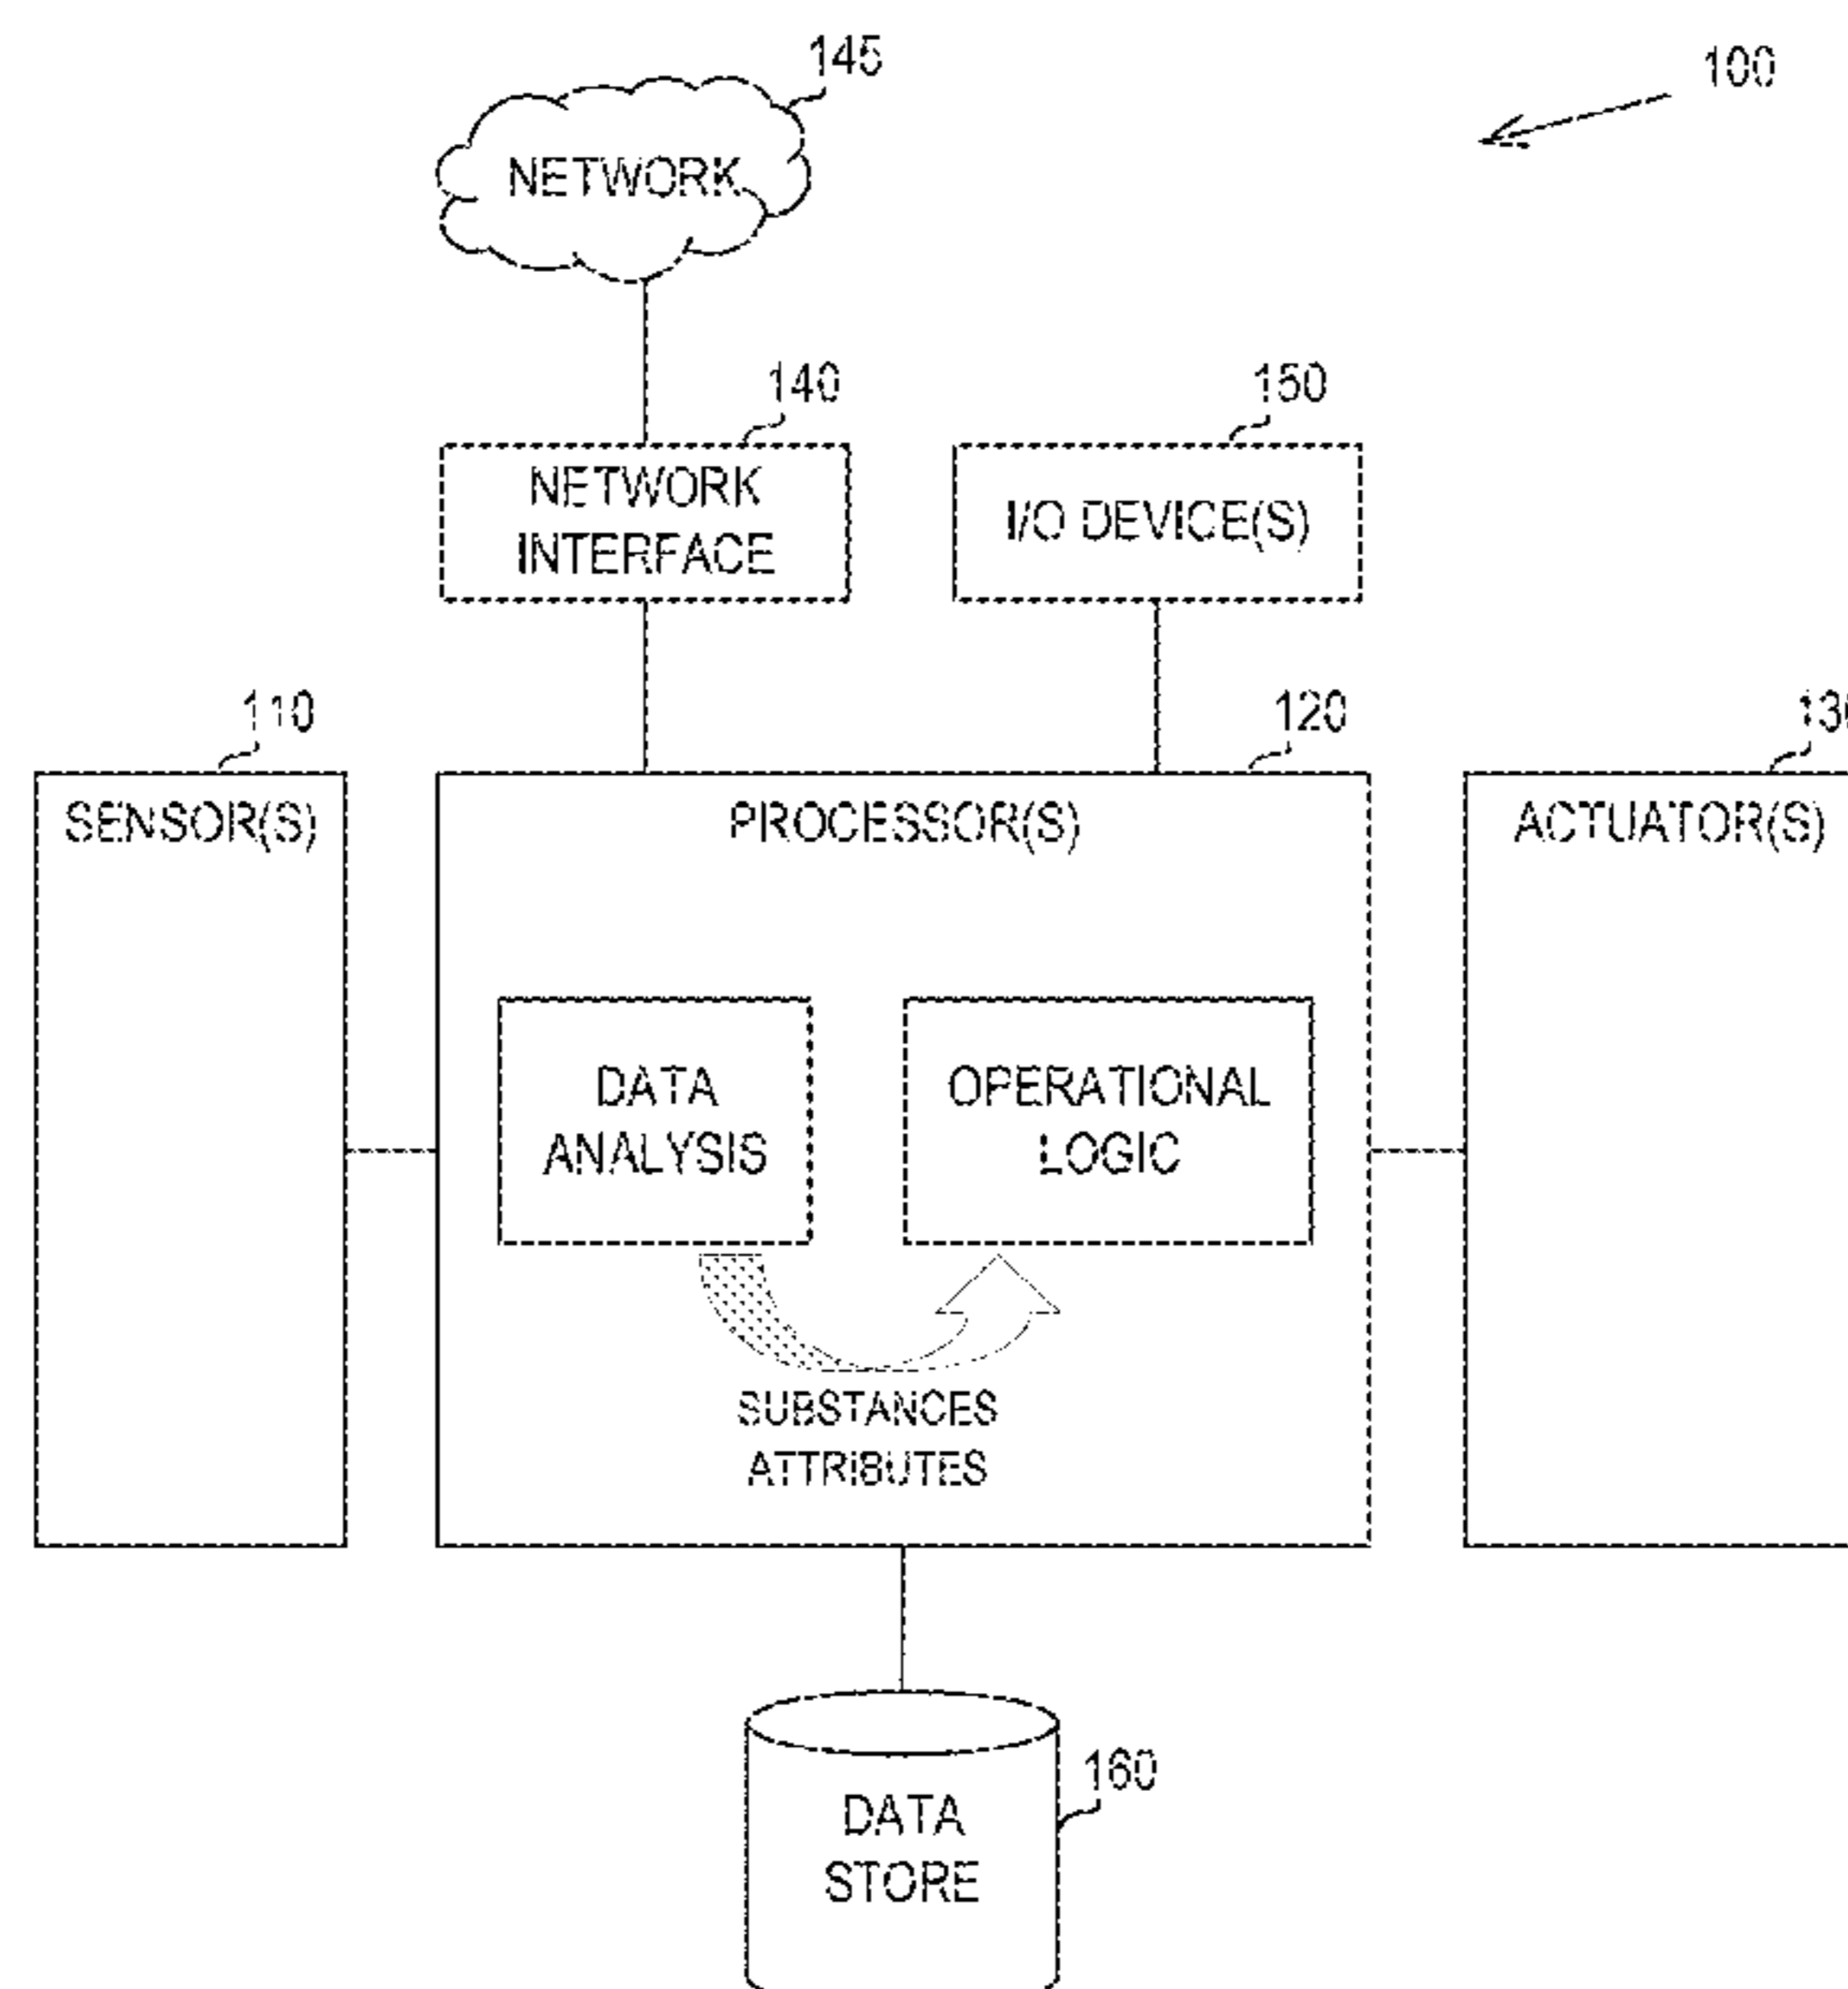 145
100
NETWORK
140
150
NETWORK
INTERFACE
I/O DEVICE(S)
110
120
130
SENSOR(S)
PROCESSOR(S)
ACTUATOR(S)
DATA
ANALYSIS
OPERATIONAL
LOGIC
SUBSTANCES
ATTRIBUTES
160
DATA
STORE